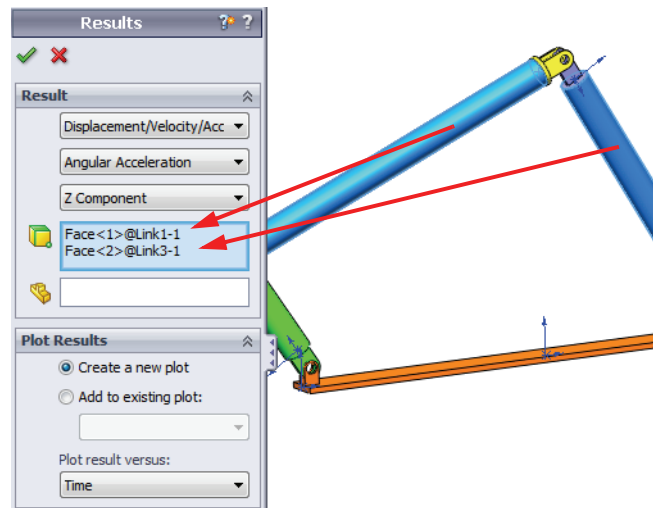 Results
? ?
Result
Displacement/Velocity/Acc
Angular Acceleration
Z Component
Face<1>@Link1-1
Face<2>@Link3-1
Plot Results
Create a new plot
Add to existing plot:
Plot result versus:
Time